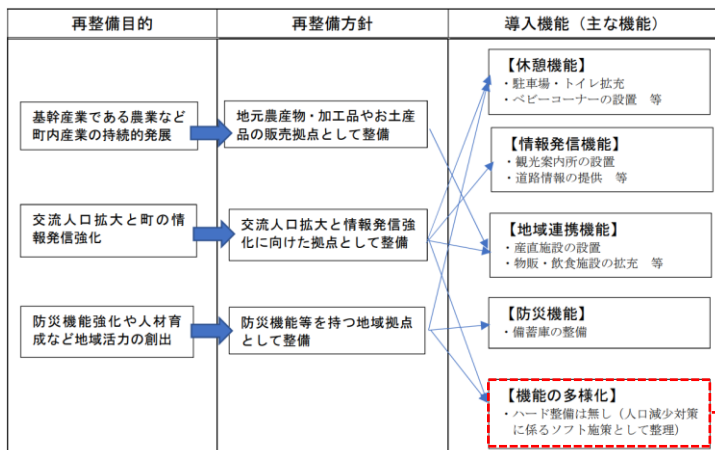 再整備目的
再整備方針
導入機能（主な機能）
基幹産業である農業など
町内産業の持続的発展
地元農産物・加工品やお土産
品の販売拠点として整備
交流人口拡大と町の情
報発信強化
交流人口拡大と情報発信強
化に向けた拠点として整備
防災機能強化や人材育
成など地域活力の創出
防災機能等を持つ地域拠点
として整備
【休憩機能】
・駐車場・トイレ拡充
・ベビーコーナーの設置　等
【情報発信機能】
・観光案内所の設置
・道路情報の提供　等
【地域連携機能】
・産直施設の設置
・物販・飲食施設の拡充　等
【防災機能】
・備蓄庫の整備
【機能の多様化】
・ハード整備は無し（人口減少対策
に係るソフト施策として整理）